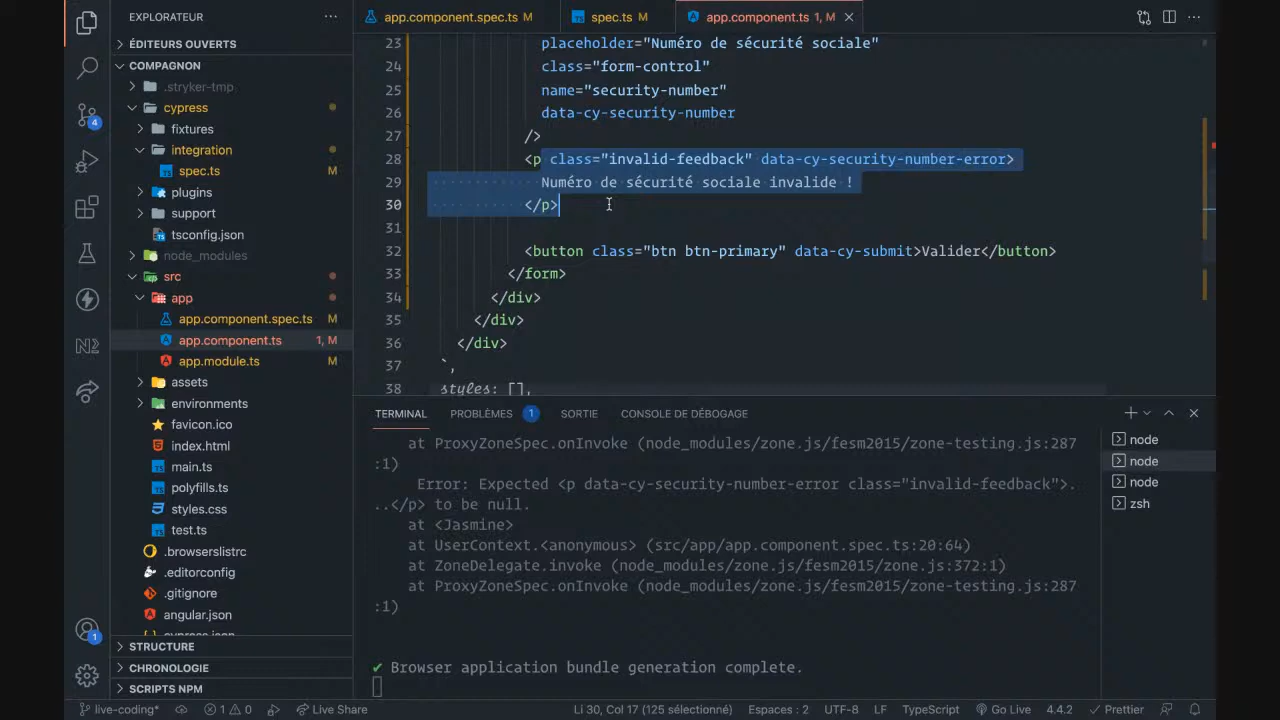 EXPLORATEUR
ÉDITEURS OUVERTS
COMPAGNON
.stryker-tmp
cypress
fixtures
integration
spec.ts M
plugins
support
tsconfig.json
node_modules
src
app
app.component.spec.ts M
app.component.ts 1, M
app.module.ts M
assets
environments
favicon.ico
index.html
main.ts
polyfills.ts
styles.css
test.ts
.browserslistrc
.editorconfig
.gitignore
angular.json
cypress.json
STRUCTURE
CHRONOLOGIE
SCRIPTS NPM
4
1
app.component.spec.ts M
spec.ts M
app.component.ts 1, M
23 placeholder="Numéro de sécurité sociale"
24 class="form-control"
25 name="security-number"
26 data-cy-security-number
27 />
28 <p class="invalid-feedback" data-cy-security-number-error>
29 Numéro de sécurité sociale invalide !
30 </p>
31
32 <button class="btn btn-primary" data-cy-submit>Valider</button>
33 </form>
34 </div>
35 </div>
36 </div>
37 `,
38 styles: [],
TERMINAL PROBLÈMES 1 SORTIE CONSOLE DE DÉBOGAGE
at ProxyZoneSpec.onInvoke (node_modules/zone.js/fesm2015/zone-testing.js:287
:1)
Error: Expected <p data-cy-security-number-error class="invalid-feedback">.
..</p> to be null.
at <Jasmine>
at UserContext.<anonymous> (src/app/app.component.spec.ts:20:64)
at ZoneDelegate.invoke (node_modules/zone.js/fesm2015/zone.js:372:1)
at ProxyZoneSpec.onInvoke (node_modules/zone.js/fesm2015/zone-testing.js:287
:1)
✔ Browser application bundle generation complete.
node
node
node
zsh
live-coding* 1 0 Live Share Li 30, Col 17 (125 sélectionné) Espaces : 2 UTF-8 LF TypeScript Go Live 4.4.2 Prettier